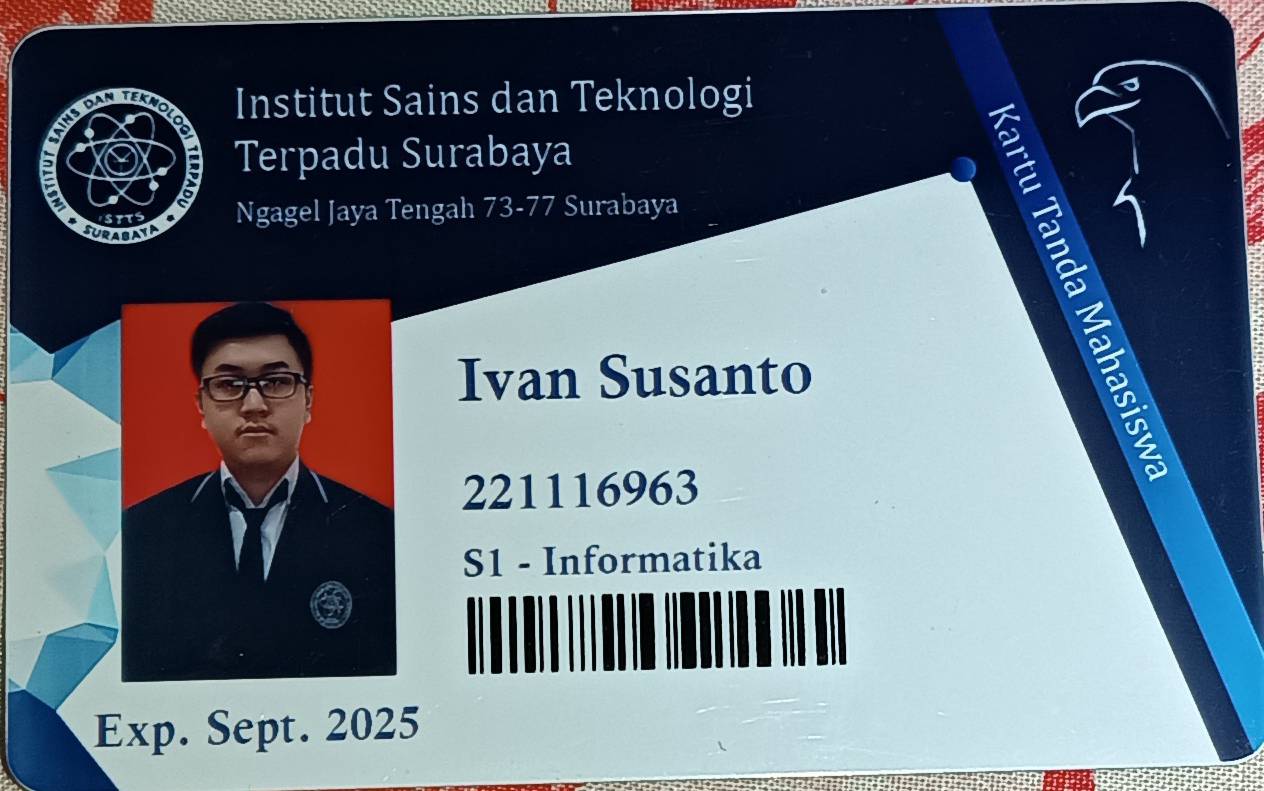 Institut Sains dan Teknologi
Terpadu Surabaya
Ngagel Jaya Tengah 73-77 Surabaya
INSTITUT SAINS DAN TEKNOLOGI TERPADU
iSTTS
SURABAYA
Kartu Tanda Mahasiswa
Ivan Susanto
221116963
S1 - Informatika
Exp. Sept. 2025